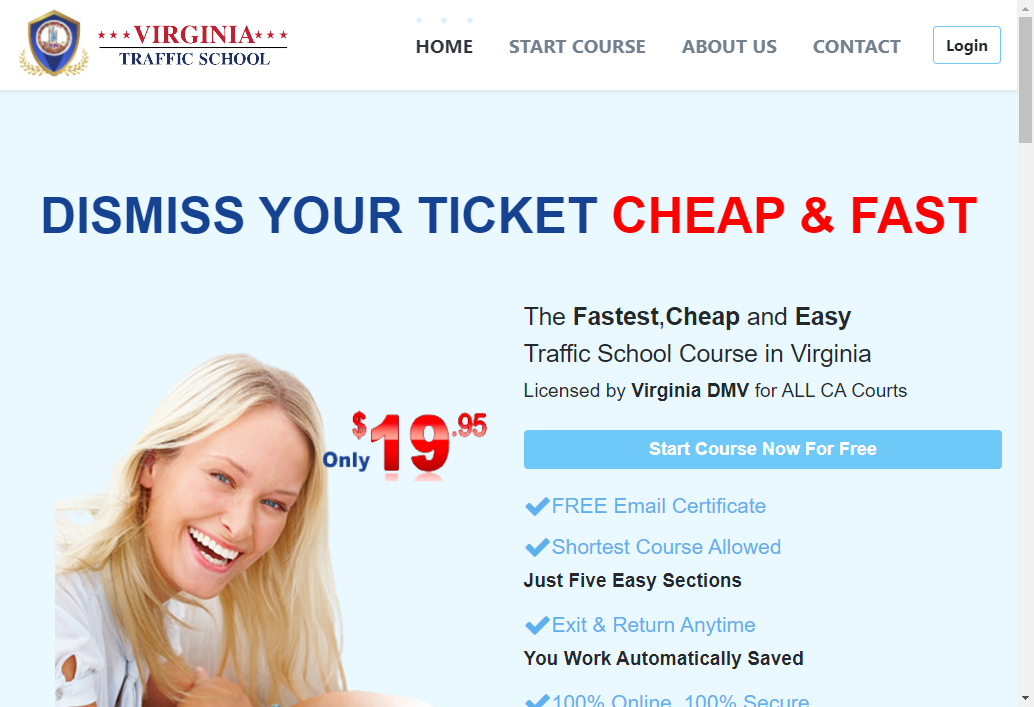 ***VIRGINIA***
TRAFFIC SCHOOL
HOME
START COURSE
ABOUT US
CONTACT
Login
DISMISS YOUR TICKET CHEAP & FAST
Only $19.95
The Fastest,Cheap and Easy
Traffic School Course in Virginia
Licensed by Virginia DMV for ALL CA Courts
Start Course Now For Free
FREE Email Certificate
Shortest Course Allowed
Just Five Easy Sections
Exit & Return Anytime
You Work Automatically Saved
100% Online, 100% Secure